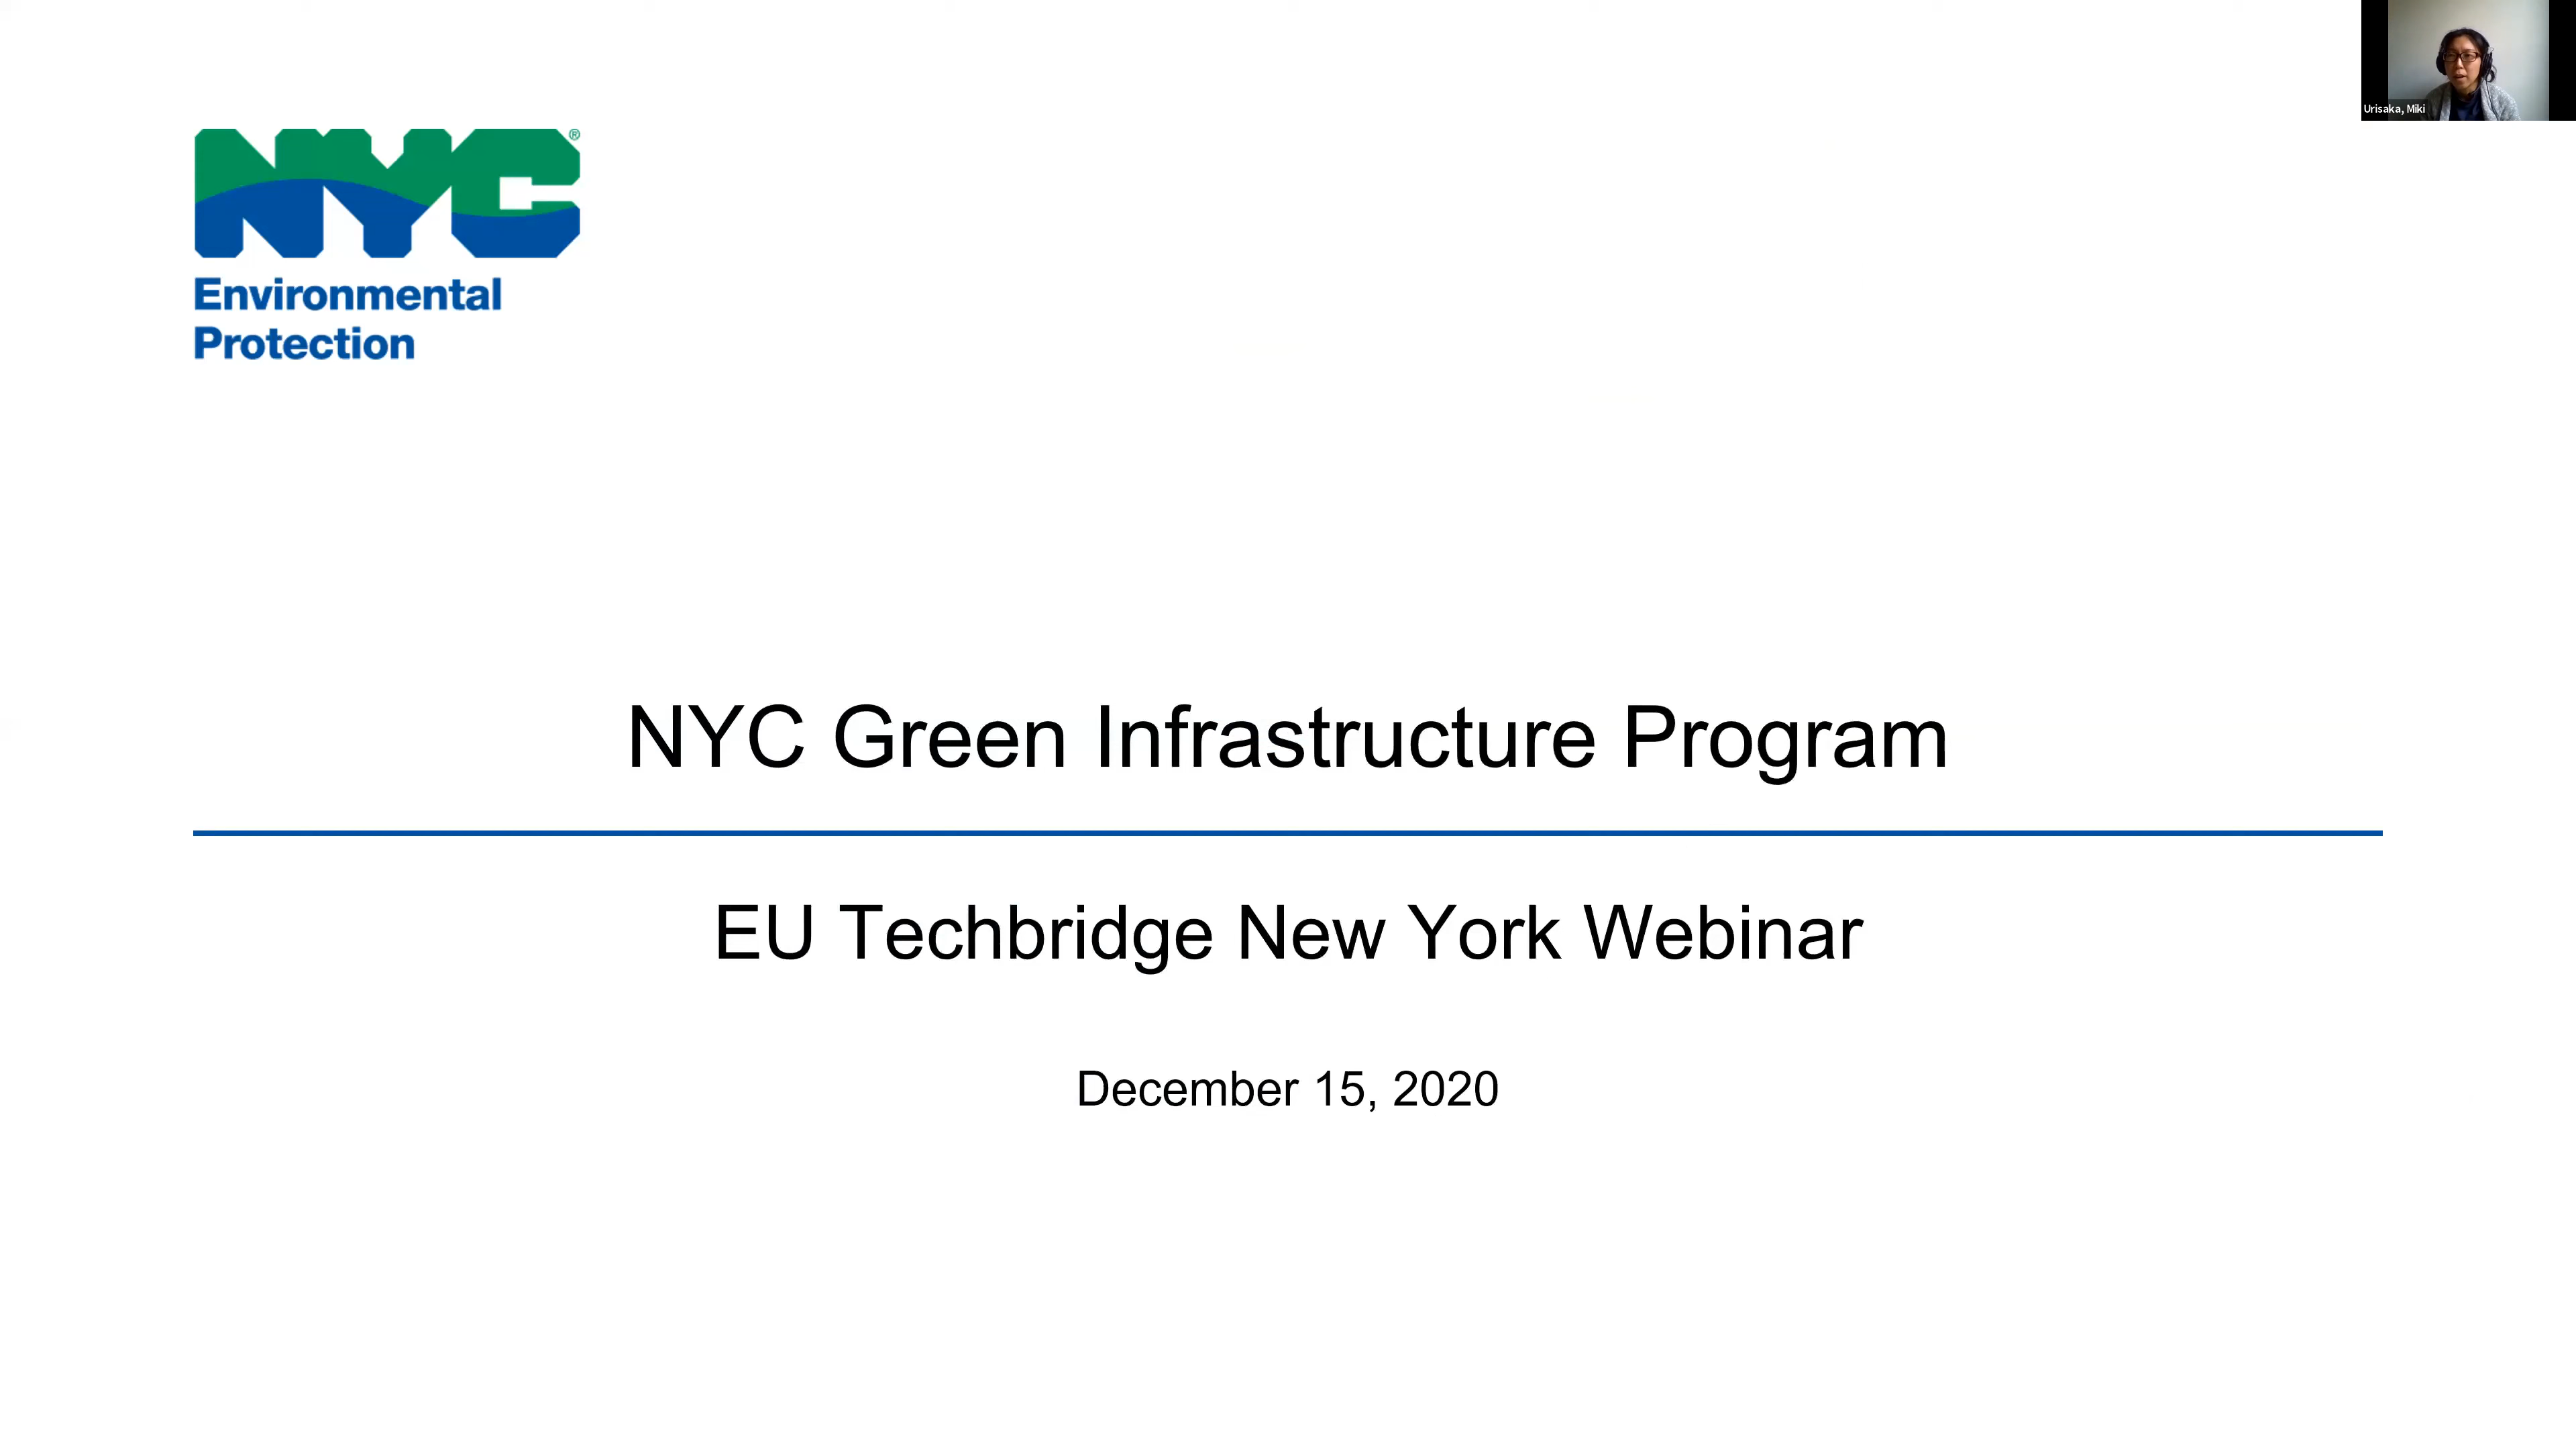 Urisaka, Miki
NYC®
Environmental
Protection
NYC Green Infrastructure Program
EU Techbridge New York Webinar
December 15, 2020